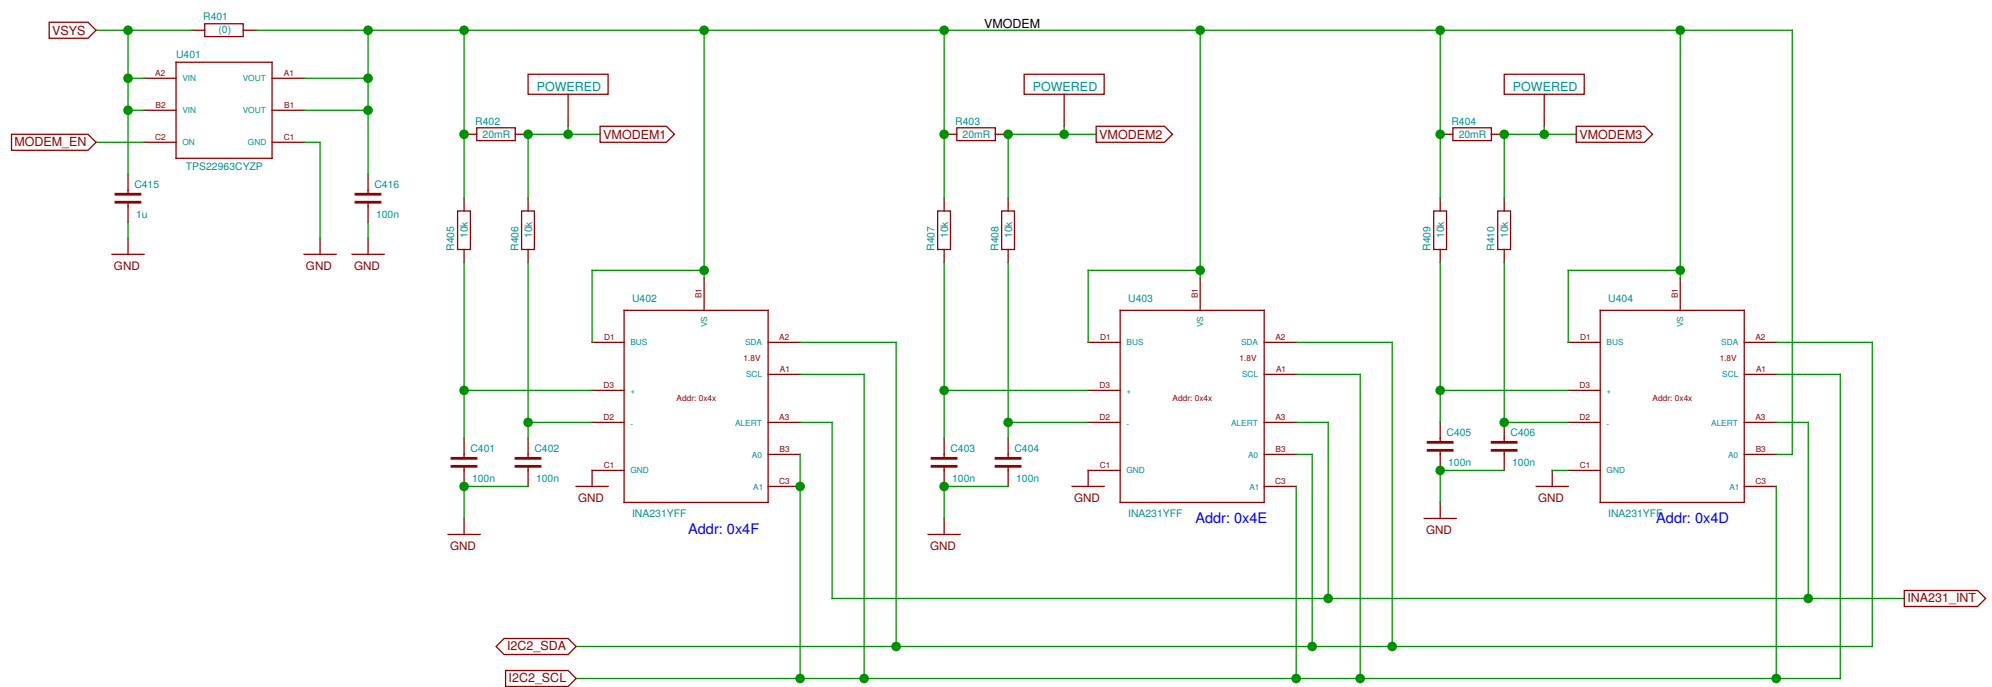 VMODEM
VSYS
R401
(0)
U401
A2 VIN VOUT A1
B2 VIN VOUT B1
MODEM_EN
C2 ON GND C1
TPS22963CYZP
C415
1u
C416
100n
GND
GND
GND
POWERED
R402
20mR
VMODEM1
R405
10k
R406
10k
U402
B1
VS
D1 BUS SDA A2
1.8V
SCL A1
D3 +
Addr: 0x4x
D2 - ALERT A3
A0 B3
C1 GND
A1 C3
C401
100n
C402
100n
GND
GND
INA231YFF
Addr: 0x4F
POWERED
R403
20mR
VMODEM2
R407
10k
R408
10k
U403
B1
VS
D1 BUS SDA A2
1.8V
SCL A1
D3 +
Addr: 0x4x
D2 - ALERT A3
A0 B3
C1 GND
A1 C3
C403
100n
C404
100n
GND
GND
INA231YFF
Addr: 0x4E
POWERED
R404
20mR
VMODEM3
R409
10k
R410
10k
U404
B1
VS
D1 BUS SDA A2
1.8V
SCL A1
D3 +
Addr: 0x4x
D2 - ALERT A3
A0 B3
C1 GND
A1 C3
C405
100n
C406
100n
GND
GND
INA231YFF
Addr: 0x4D
INA231_INT
I2C2_SDA
I2C2_SCL